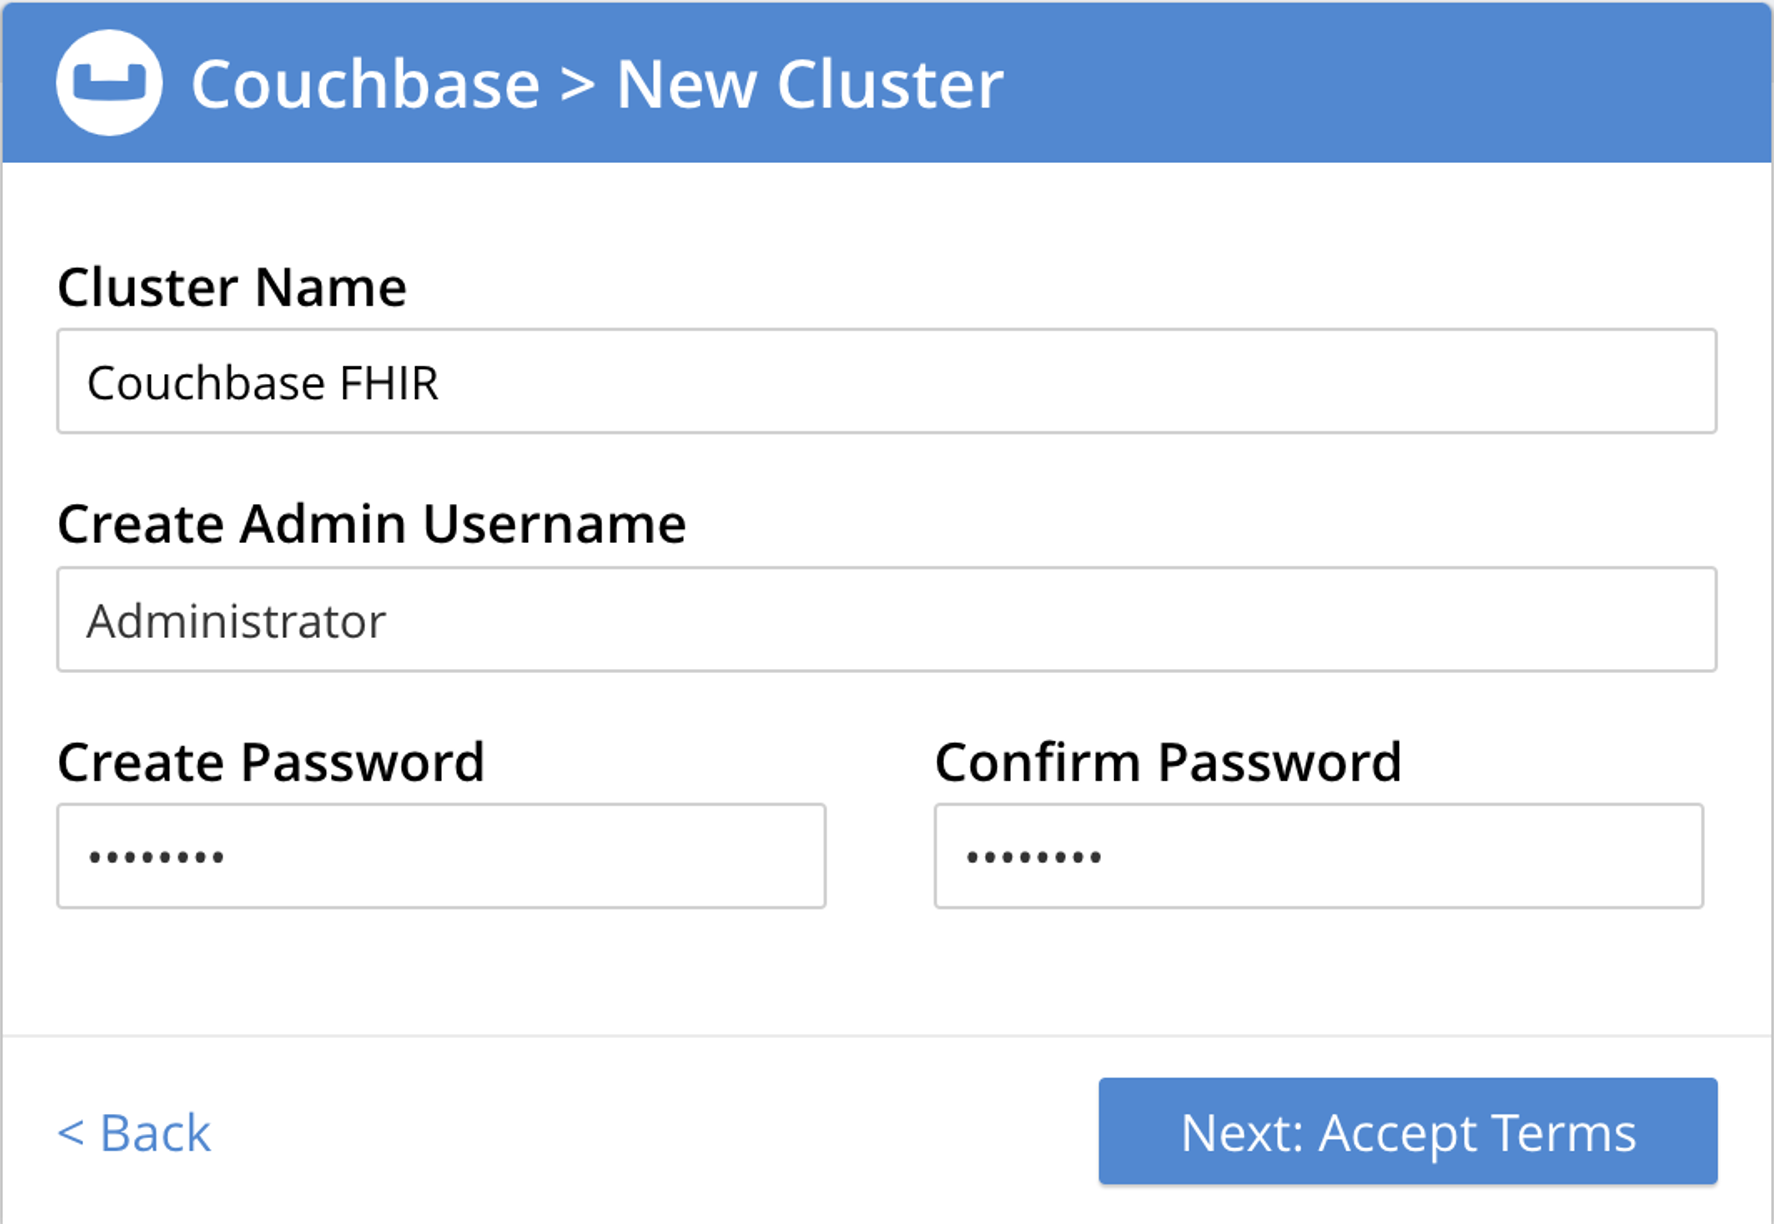 Couchbase > New Cluster
Cluster Name
Couchbase FHIR
Create Admin Username
Administrator
Create Password
Confirm Password
••••••••
••••••••
< Back
Next: Accept Terms